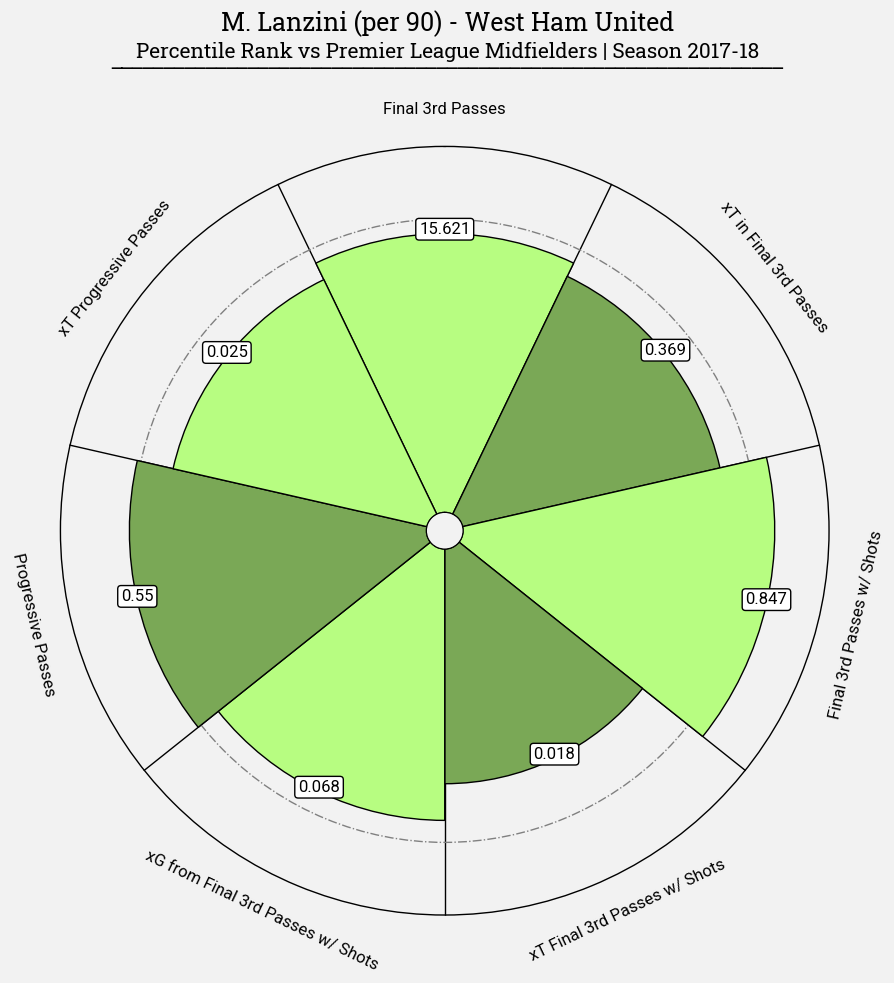 M. Lanzini (per 90) - West Ham United
Percentile Rank vs Premier League Midfielders | Season 2017-18
Final 3rd Passes
xT in Final 3rd Passes
Final 3rd Passes w/ Shots
xT Final 3rd Passes w/ Shots
xG from Final 3rd Passes w/ Shots
Progressive Passes
xT Progressive Passes
15.621
0.369
0.847
0.018
0.068
0.55
0.025